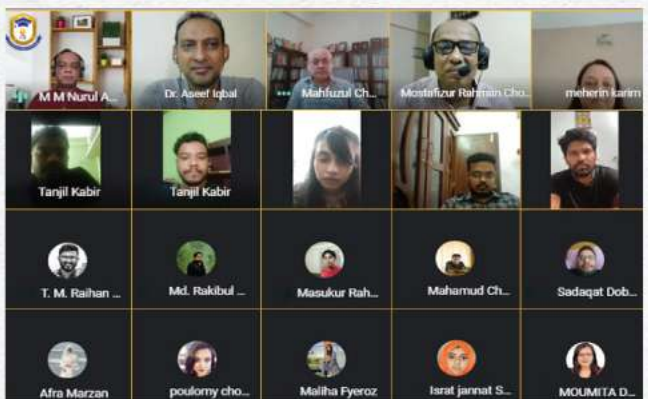 M M Nurul A...
Dr. Aseef Iqbal
Mahfuzul Ch...
Mostafizur Rahman Cho...
meherin karim
Tanjil Kabir
Tanjil Kabir
T. M. Raihan ...
Md. Rakibul ...
Masukur Rah...
Mahamud Ch...
Sadaqat Dob...
Afra Marzan
poulomy cho...
Maliha Fyeroz
Israt jannat S...
MOUMITA D...